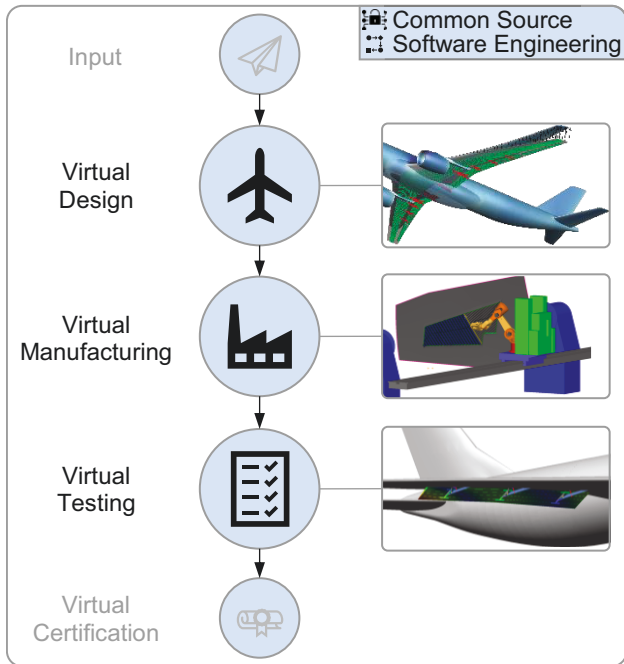 Common Source
Software Engineering
Input
Virtual
Design
Virtual
Manufacturing
Virtual
Testing
Virtual
Certification